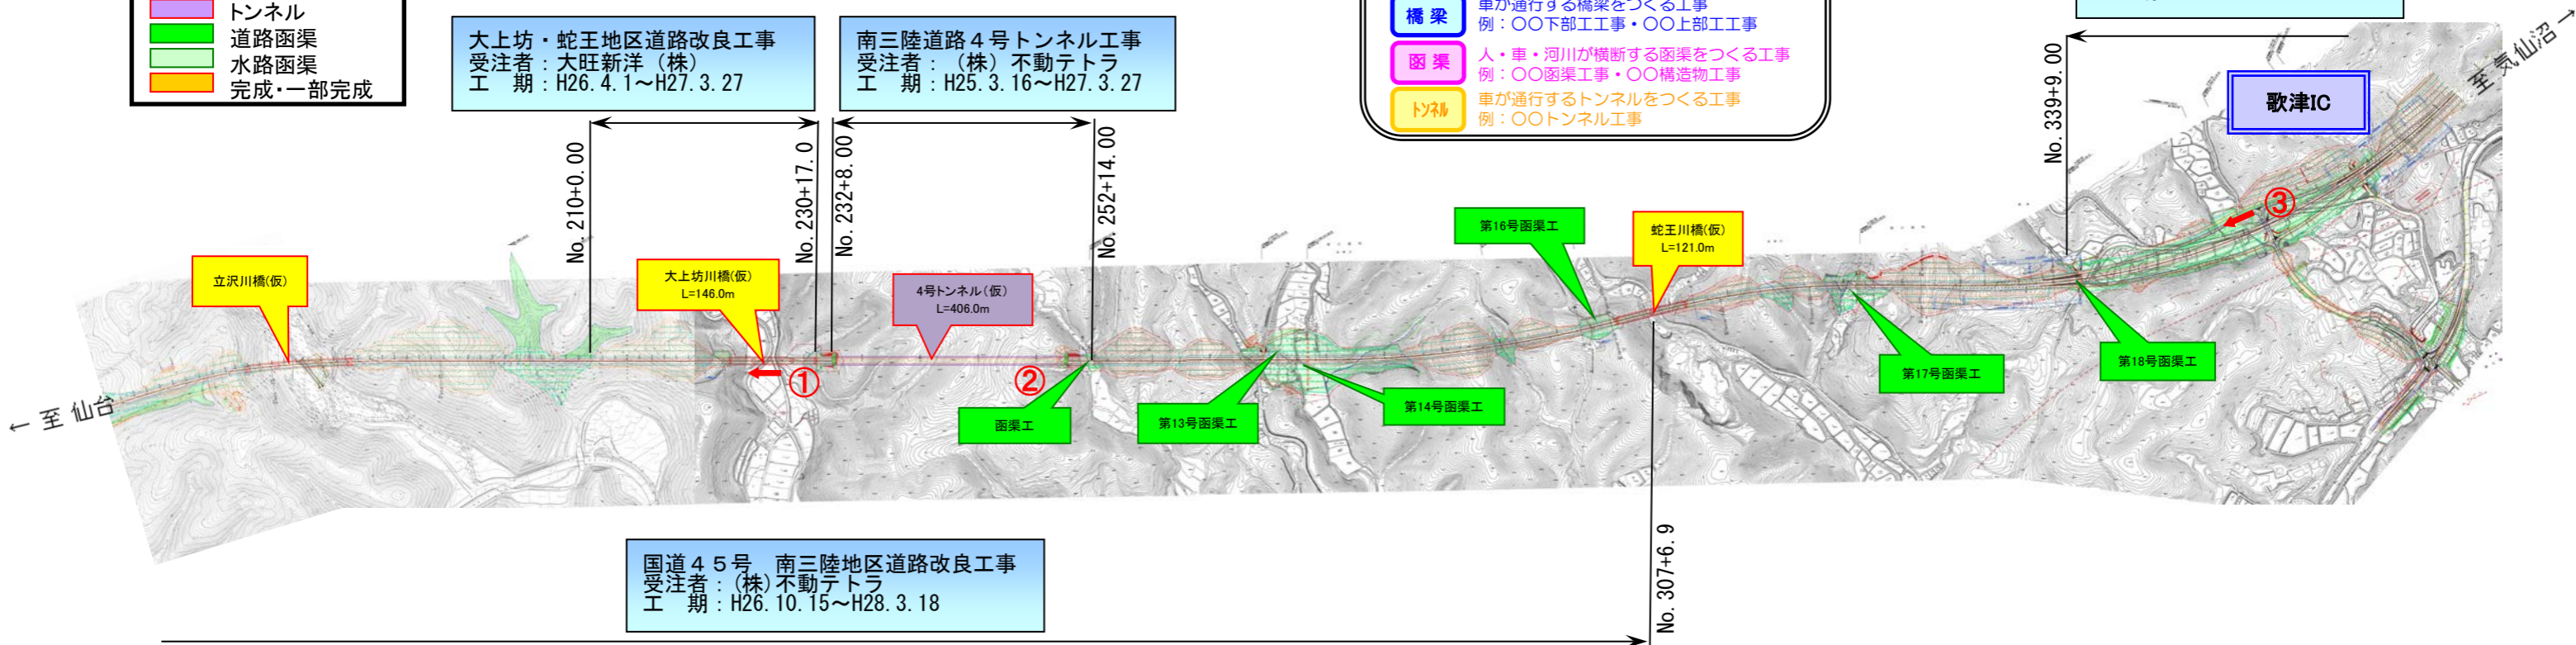 トンネル
道路函渠
水路函渠
完成・一部完成
大上坊・蛇王地区道路改良工事
受注者：大旺新洋（株）
工　期：H26.4.1～H27.3.27
南三陸道路４号トンネル工事
受注者：（株）不動テトラ
工　期：H25.3.16～H27.3.27
橋梁
車が通行する橋梁をつくる工事
例：〇〇下部工工事・〇〇上部工工事
函渠
人・車・河川が横断する函渠をつくる工事
例：〇〇函渠工事・〇〇構造物工事
トンネル
車が通行するトンネルをつくる工事
例：〇〇トンネル工事
歌津IC
至 気仙沼 →
No.210+0.00
No.230+17.0
No.232+8.00
No.252+14.00
No.339+9.00
立沢川橋(仮)
大上坊川橋(仮)
L=146.0m
4号トンネル(仮)
L=406.0m
第16号函渠工
蛇王川橋(仮)
L=121.0m
①
②
③
函渠工
第13号函渠工
第14号函渠工
第17号函渠工
第18号函渠工
← 至 仙台
No.307+6.9
国道４５号　南三陸地区道路改良工事
受注者：(株)不動テトラ
工　期：H26.10.15～H28.3.18